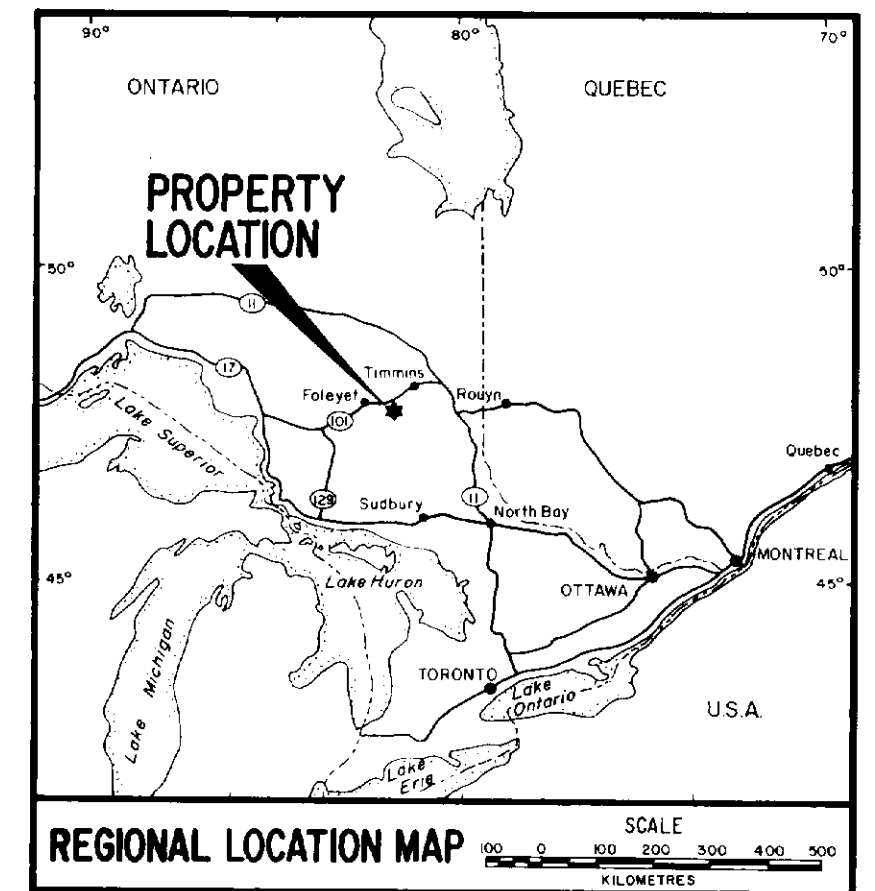 90°
80°
70°
ONTARIO
QUEBEC
PROPERTY
LOCATION
50°
50°
11
17
Timmins
Foleyet
Rouyn
101
Lake Superior
Quebec
129
Sudbury
11
North Bay
MONTREAL
Lake Huron
OTTAWA
45°
45°
Lake Michigan
TORONTO
Lake
Ontario
U.S.A.
Lake
Erie
REGIONAL LOCATION MAP
SCALE
100 0 100 200 300 400 500
KILOMETRES